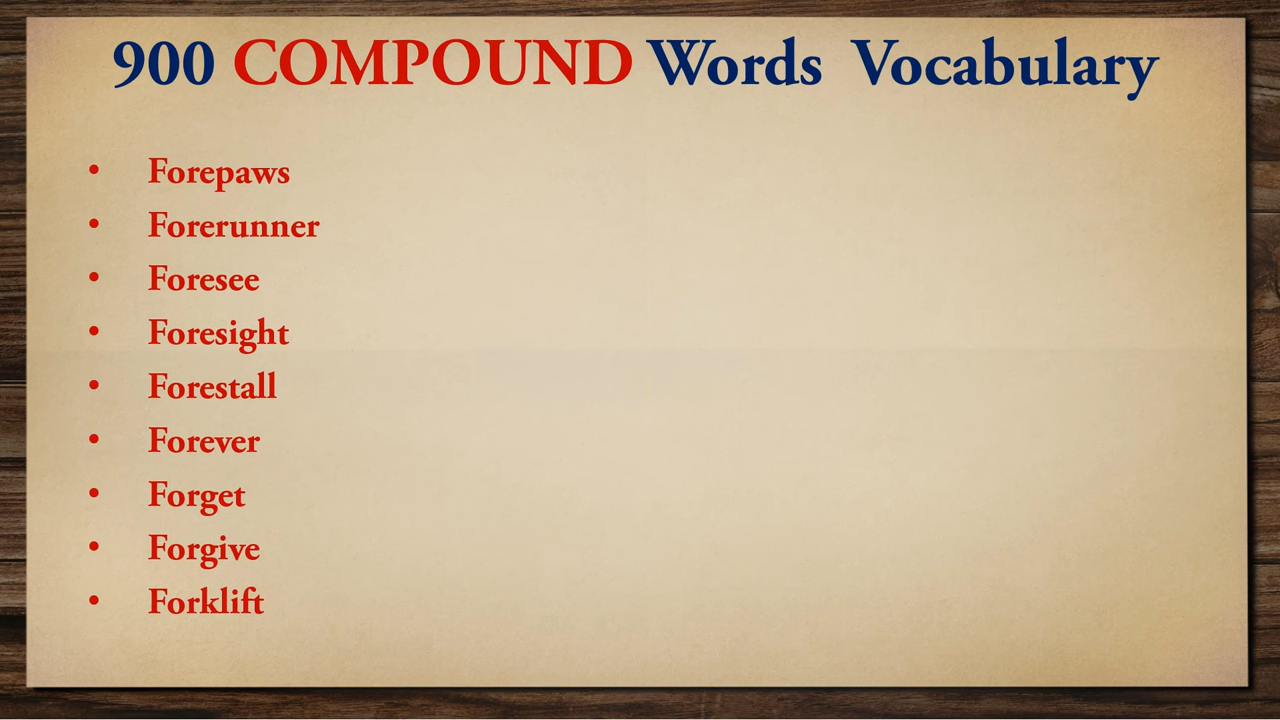 900 COMPOUND Words Vocabulary
• Forepaws
• Forerunner
• Foresee
• Foresight
• Forestall
• Forever
• Forget
• Forgive
• Forklift